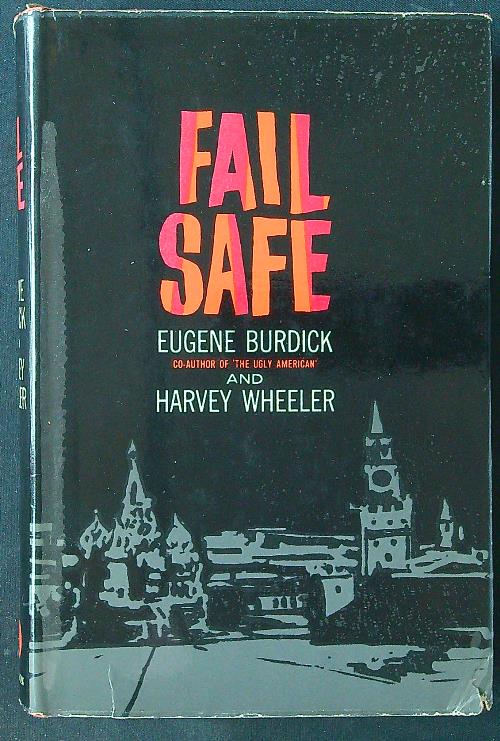 FAIL
SAFE
EUGENE BURDICK
CO-AUTHOR OF 'THE UGLY AMERICAN'
AND
HARVEY WHEELER